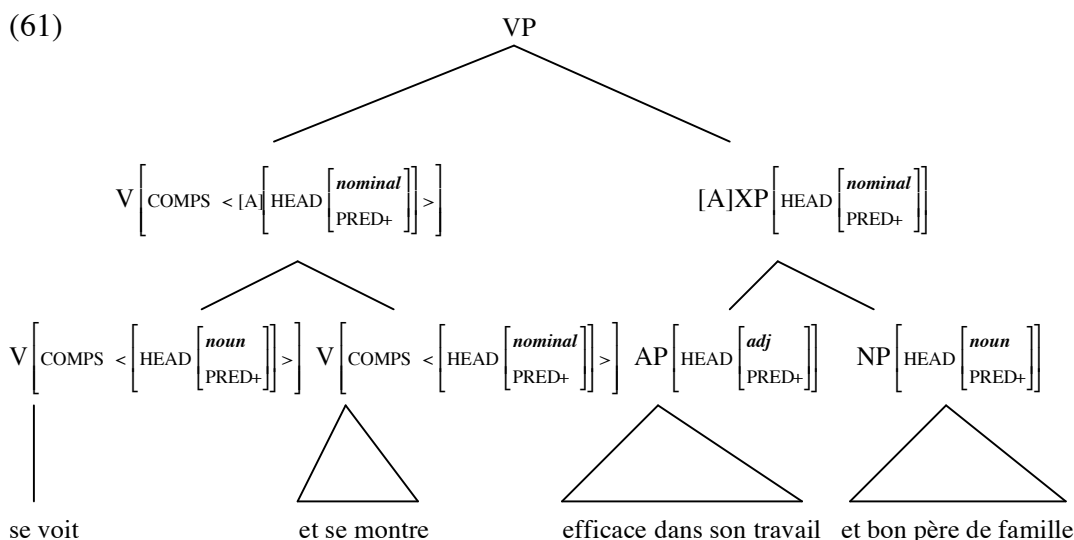 (61) VP
V[COMPS < [A][HEAD [nominal PRED+]] >] [A]XP[HEAD [nominal PRED+]]
V[COMPS < [HEAD [noun PRED+]] >] V[COMPS < [HEAD [nominal PRED+]] >] AP[HEAD [adj PRED+]] NP[HEAD [noun PRED+]]
se voit et se montre efficace dans son travail et bon père de famille